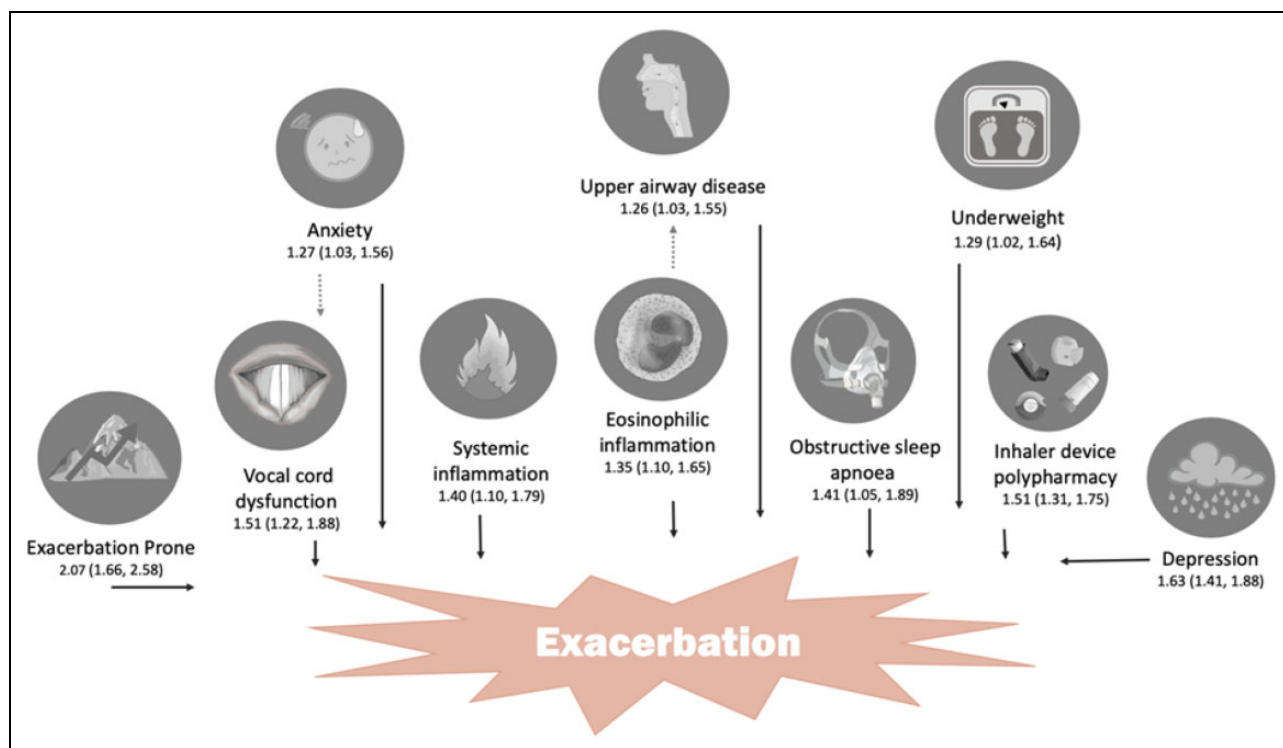 Anxiety
1.27 (1.03, 1.56)
Upper airway disease
1.26 (1.03, 1.55)
Underweight
1.29 (1.02, 1.64)
Exacerbation Prone
2.07 (1.66, 2.58)
Vocal cord
dysfunction
1.51 (1.22, 1.88)
Systemic
inflammation
1.40 (1.10, 1.79)
Eosinophilic
inflammation
1.35 (1.10, 1.65)
Obstructive sleep
apnoea
1.41 (1.05, 1.89)
Inhaler device
polypharmacy
1.51 (1.31, 1.75)
Depression
1.63 (1.41, 1.88)
Exacerbation